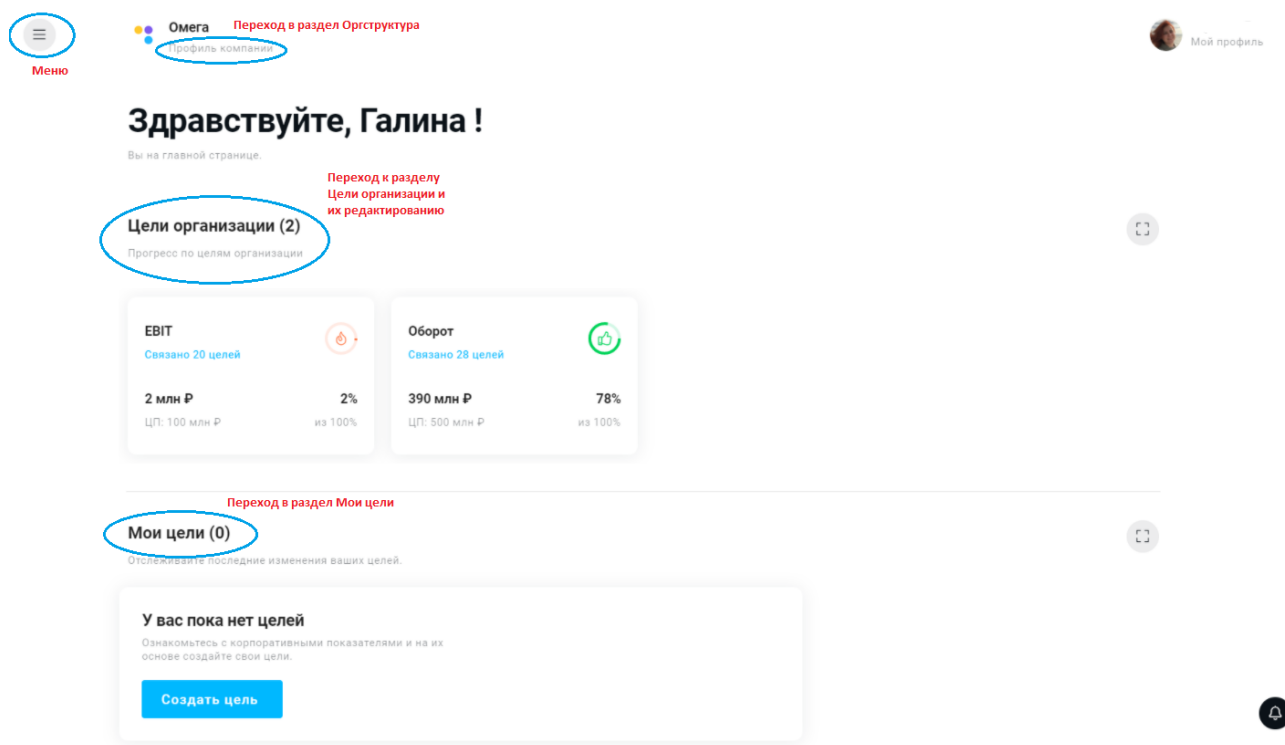 Омега
Переход в раздел Оргструктура
Профиль компании
Мой профиль
Меню
Здравствуйте, Галина !
Вы на главной странице.
Переход к разделу
Цели организации и
их редактированию
Цели организации (2)
Прогресс по целям организации
EBIT
Связано 20 целей
2 млн ₽
2%
ЦП: 100 млн ₽
из 100%
Оборот
Связано 28 целей
390 млн ₽
78%
ЦП: 500 млн ₽
из 100%
Переход в раздел Мои цели
Мои цели (0)
Отслеживайте последние изменения ваших целей.
У вас пока нет целей
Ознакомьтесь с корпоративными показателями и на их
основе создайте свои цели.
Создать цель